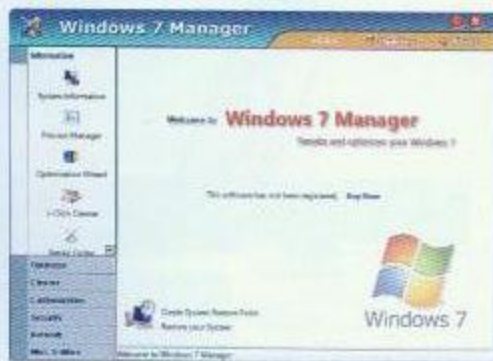 Windows 7 Manager
Information
System Information
Process Manager
Optimization Wizard
1-Click Cleaner
Optimizer
Cleaner
Customization
Security
Network
Misc. Utilities
Welcome to Windows 7 Manager
Tweaks and optimizes your Windows 7
This software has not been registered, Buy Now
Windows 7
Create System Restore Point
Restore your System
Welcome to Windows 7 Manager